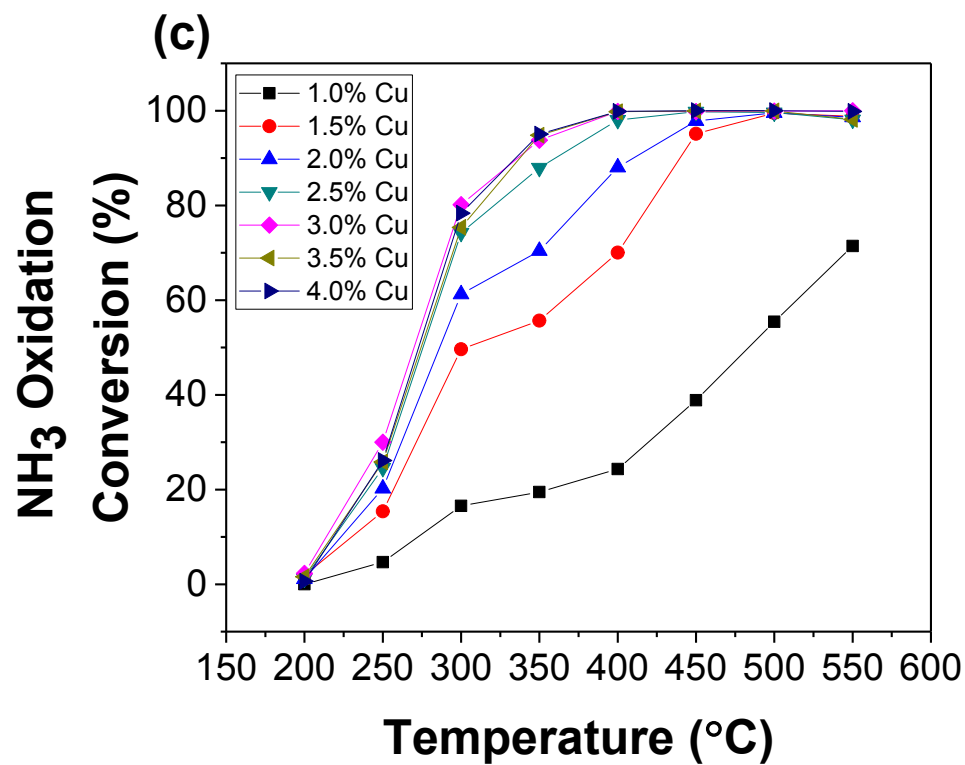 (c)
1.0% Cu
1.5% Cu
2.0% Cu
2.5% Cu
3.0% Cu
3.5% Cu
4.0% Cu
NH3 Oxidation
Conversion (%)
100
80
60
40
20
0
150 200 250 300 350 400 450 500 550 600
Temperature (°C)